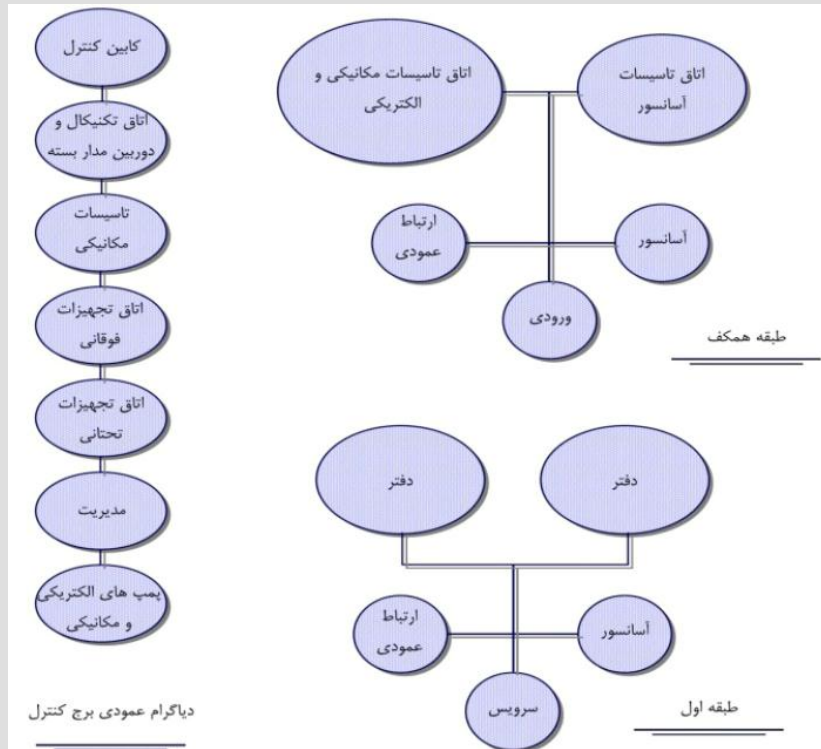 کابین کنترل
اتاق تکنیکال و
دوربین مدار بسته
تاسیسات
مکانیکی
اتاق تجهیزات
فوقانی
اتاق تجهیزات
تحتانی
مدیریت
پمپ های الکتریکی
و مکانیکی
دیاگرام عمودی برج کنترل
اتاق تاسیسات
آسانسور
اتاق تاسیسات مکانیکی و
الکتریکی
آسانسور
ارتباط
عمودی
ورودی
طبقه همکف
دفتر
دفتر
آسانسور
ارتباط
عمودی
سرویس
طبقه اول